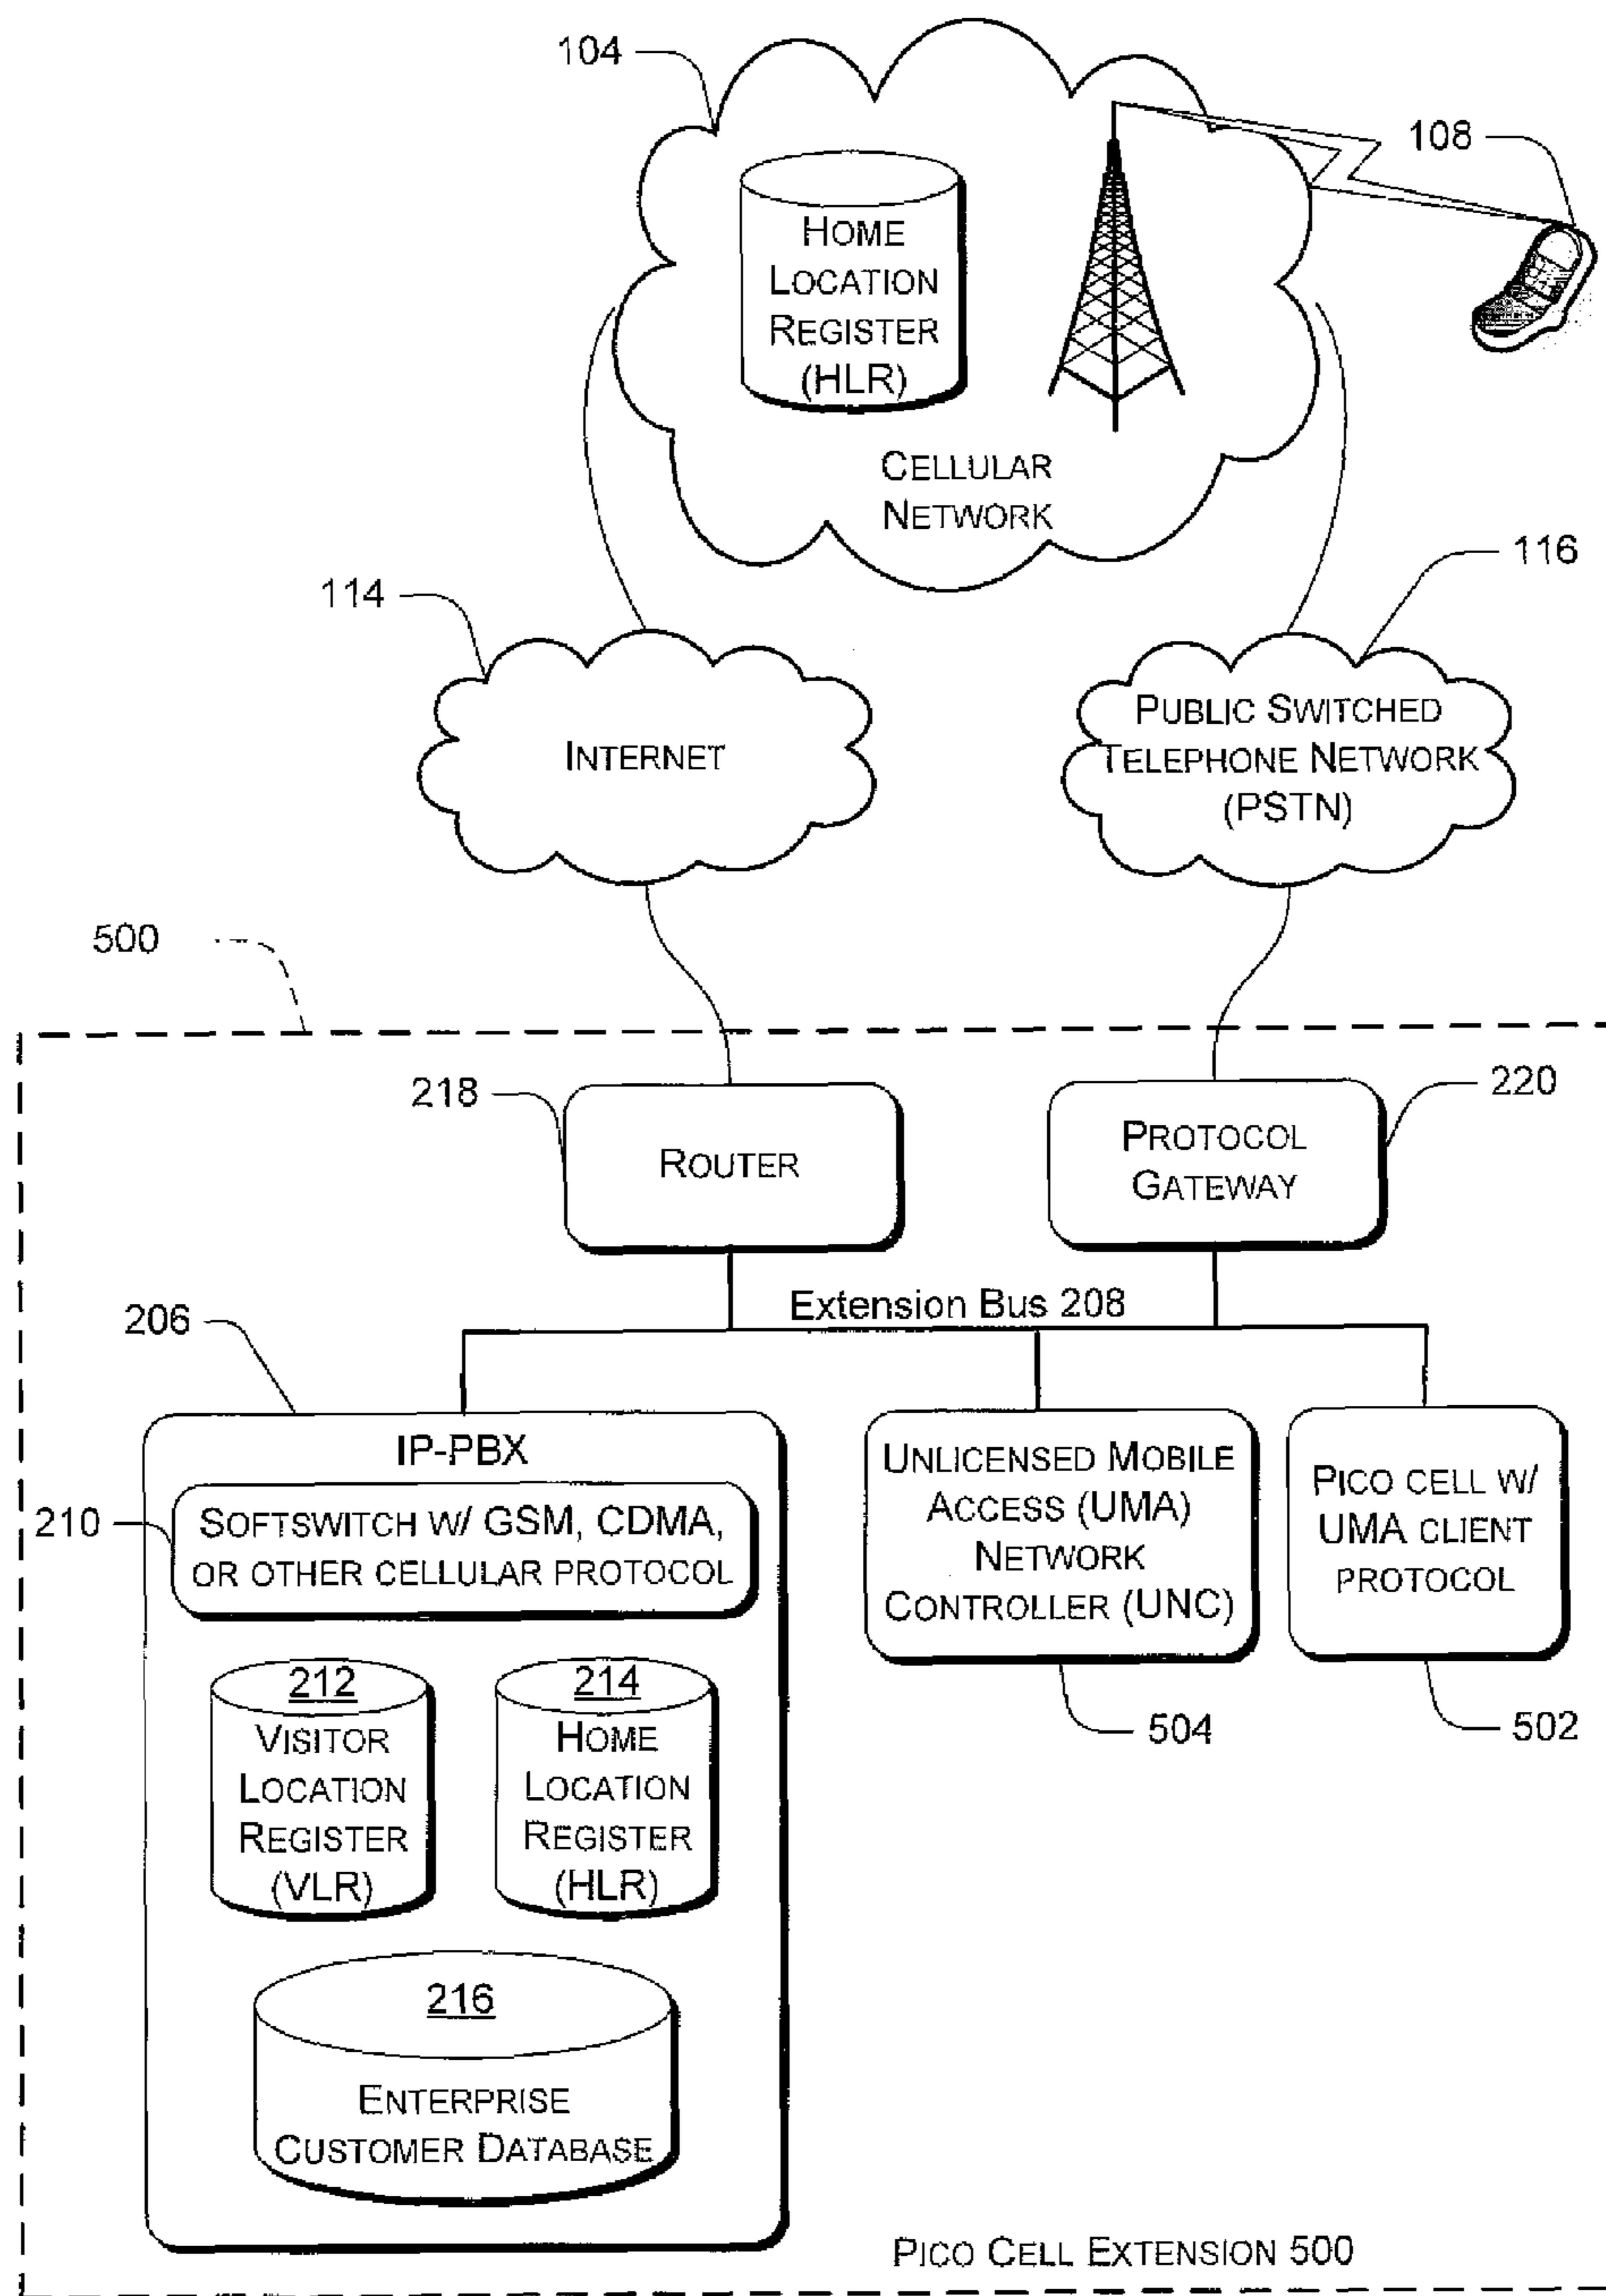 104
108
HOME
LOCATION
REGISTER
(HLR)
CELLULAR
NETWORK
114
116
INTERNET
PUBLIC SWITCHED
TELEPHONE NETWORK
(PSTN)
500
218
220
ROUTER
PROTOCOL
GATEWAY
Extension Bus 208
206
IP-PBX
210
SOFTSWITCH W/ GSM, CDMA,
OR OTHER CELLULAR PROTOCOL
UNLICENSED MOBILE
ACCESS (UMA)
NETWORK
CONTROLLER (UNC)
PICO CELL W/
UMA CLIENT
PROTOCOL
504
502
212
VISITOR
LOCATION
REGISTER
(VLR)
214
HOME
LOCATION
REGISTER
(HLR)
216
ENTERPRISE
CUSTOMER DATABASE
PICO CELL EXTENSION 500